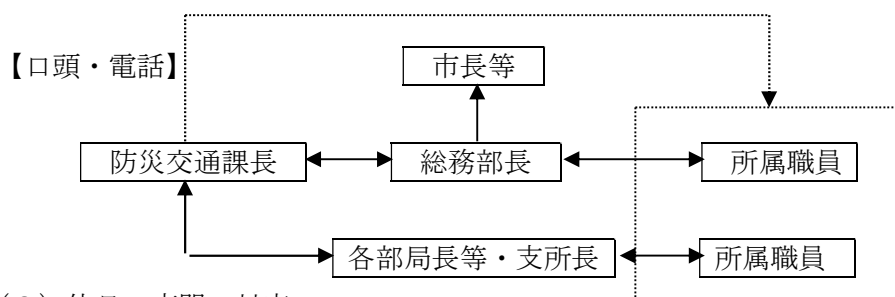 【口頭・電話】
市長等
防災交通課長
総務部長
所属職員
各部局長等・支所長
所属職員